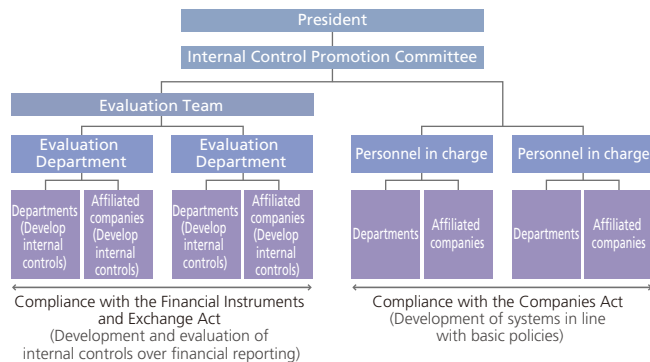 President
Internal Control Promotion Committee
Evaluation Team
Evaluation
Department
Evaluation
Department
Personnel in charge
Personnel in charge
Departments
(Develop
internal
controls)
Affiliated
companies
(Develop
internal
controls)
Departments
(Develop
internal
controls)
Affiliated
companies
(Develop
internal
controls)
Departments
Affiliated
companies
Departments
Affiliated
companies
Compliance with the Financial Instruments
and Exchange Act
(Development and evaluation of
internal controls over financial reporting)
Compliance with the Companies Act
(Development of systems in line
with basic policies)